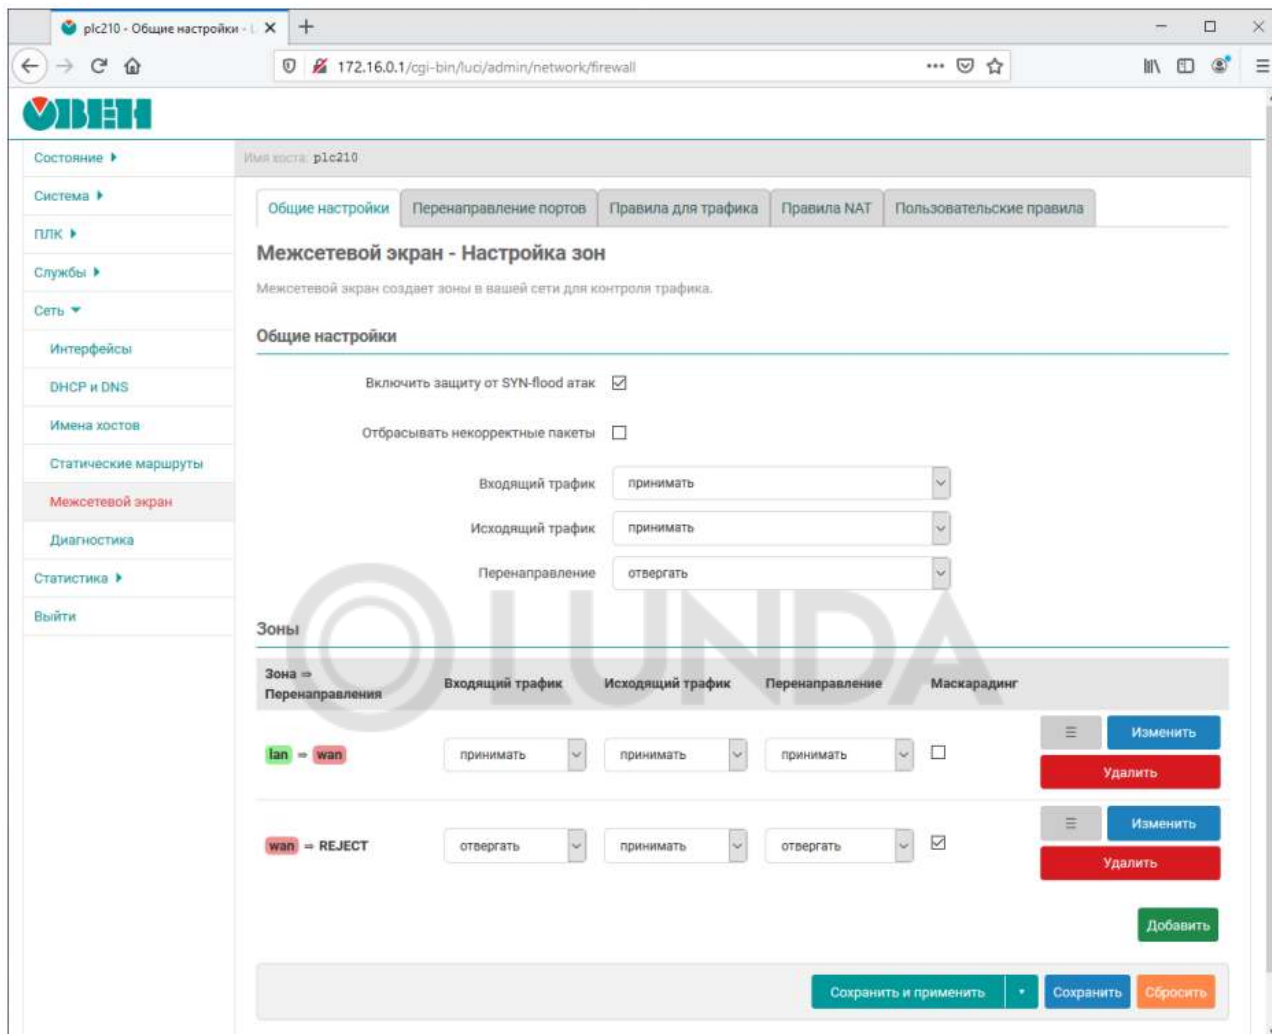 plc210 - Общие настройки - L
172.16.0.1/cgi-bin/luci/admin/network/firewall
ОВЕН
Состояние
Имя хоста: plc210
Система
ПЛК
Службы
Сеть
Интерфейсы
DHCP и DNS
Имена хостов
Статические маршруты
Межсетевой экран
Диагностика
Статистика
Выйти
Общие настройки Перенаправление портов Правила для трафика Правила NAT Пользовательские правила
Межсетевой экран - Настройка зон
Межсетевой экран создает зоны в вашей сети для контроля трафика.
Общие настройки
Включить защиту от SYN-flood атак
Отбрасывать некорректные пакеты
Входящий трафик принимать
Исходящий трафик принимать
Перенаправление отвергать
LUNDA
Зоны
Зона ⇒
Перенаправления Входящий трафик Исходящий трафик Перенаправление Маскарадинг
lan ⇒ wan принимать принимать принимать Изменить
Удалить
wan ⇒ REJECT отвергать принимать отвергать Изменить
Удалить
Добавить
Сохранить и применить Сохранить Сбросить